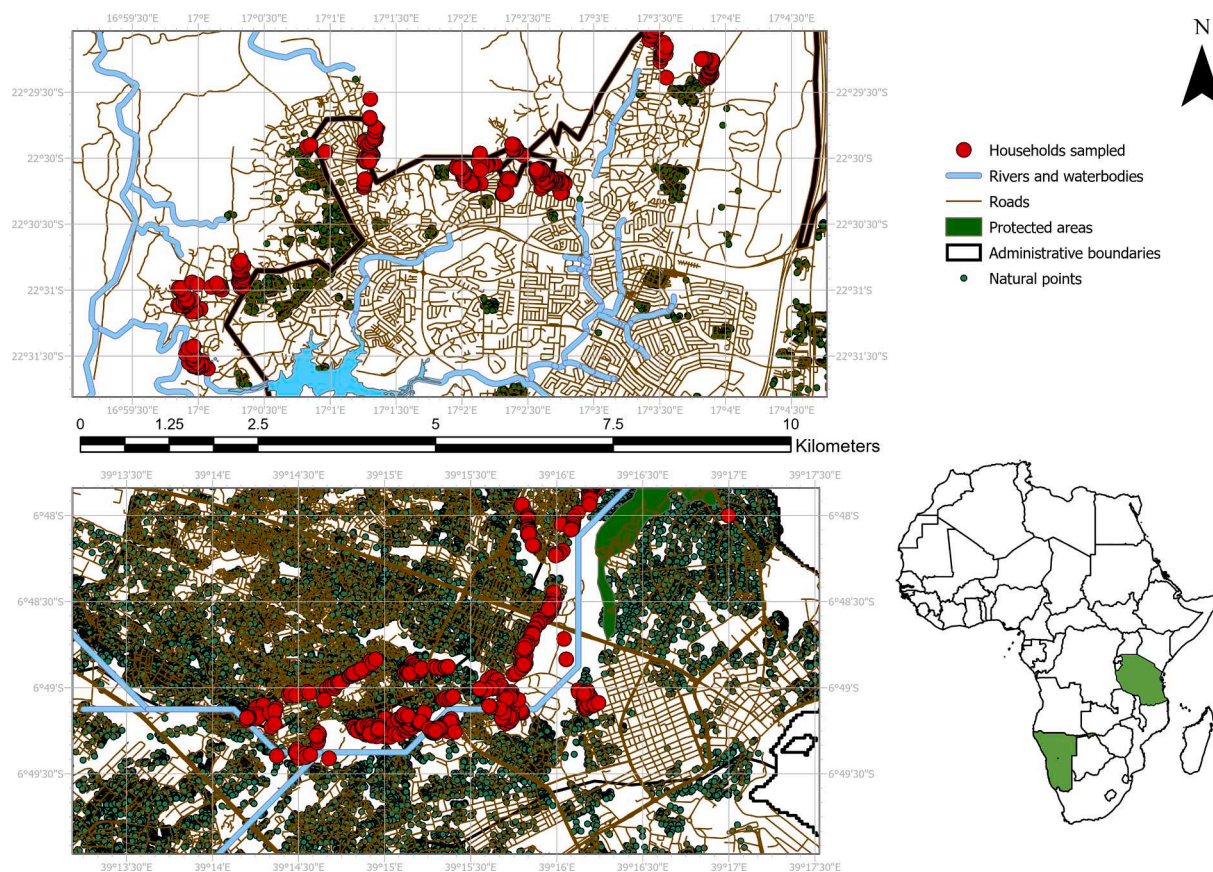 16°59'30"E 17°E 17°0'30"E 17°1'E 17°1'30"E 17°2'E 17°2'30"E 17°3'E 17°3'30"E 17°4'E 17°4'30"E
N
22°29'30"S 22°29'30"S
22°30'S 22°30'S
22°30'30"S 22°30'30"S
22°31'S 22°31'S
22°31'30"S 22°31'30"S
Households sampled
Rivers and waterbodies
Roads
Protected areas
Administrative boundaries
Natural points
16°59'30"E 17°E 17°0'30"E 17°1'E 17°1'30"E 17°2'E 17°2'30"E 17°3'E 17°3'30"E 17°4'E 17°4'30"E
0 1.25 2.5 5 7.5 10
Kilometers
39°13'30"E 39°14'E 39°14'30"E 39°15'E 39°15'30"E 39°16'E 39°16'30"E 39°17'E 39°17'30"E
6°48'S 6°48'S
6°48'30"S 6°48'30"S
6°49'S 6°49'S
6°49'30"S 6°49'30"S
39°13'30"E 39°14'E 39°14'30"E 39°15'E 39°15'30"E 39°16'E 39°16'30"E 39°17'E 39°17'30"E